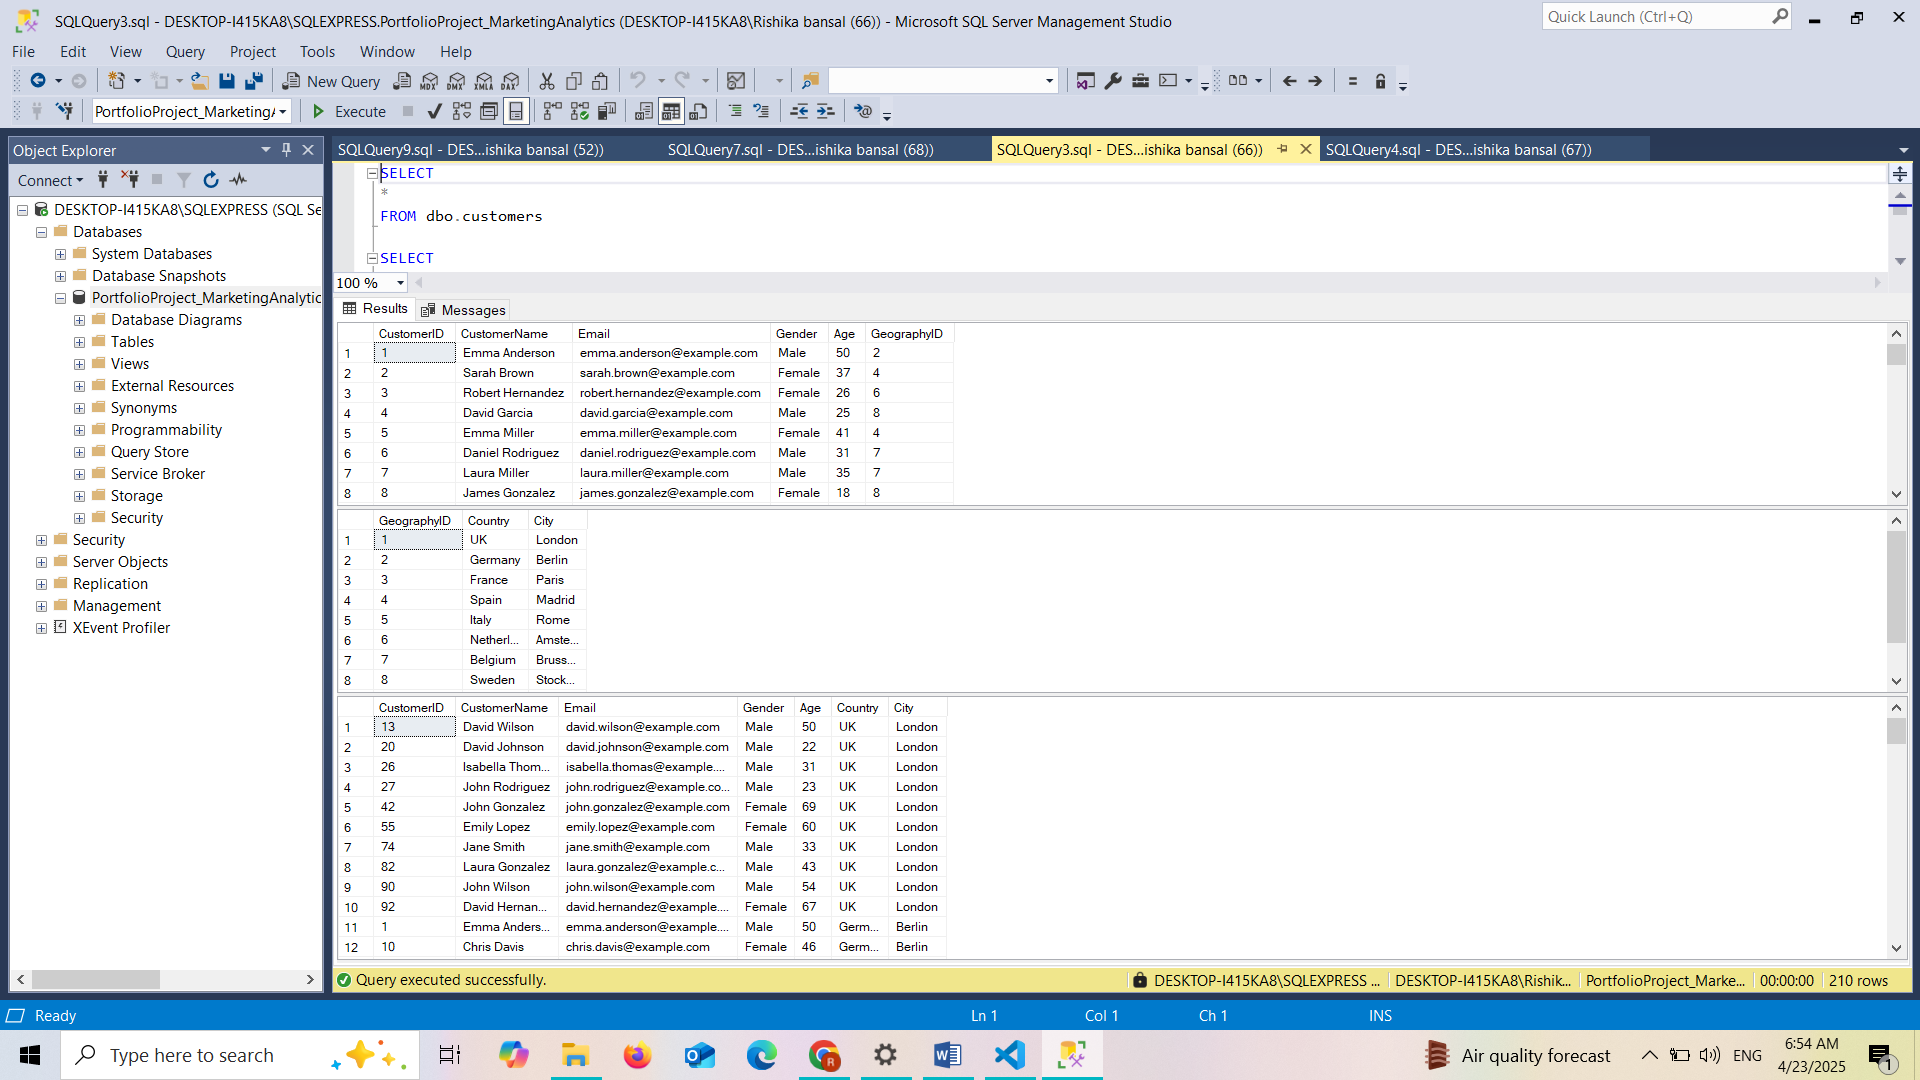 SQLQuery3.sql - DESKTOP-I415KA8\SQLEXPRESS.PortfolioProject_MarketingAnalytics (DESKTOP-I415KA8\Rishika bansal (66)) - Microsoft SQL Server Management Studio
Quick Launch (Ctrl+Q)
File Edit View Query Project Tools Window Help
New Query MDX DMX XMLA DAX
PortfolioProject_MarketingA Execute
Object Explorer
SQLQuery9.sql - DES...ishika bansal (52)) SQLQuery7.sql - DES...ishika bansal (68)) SQLQuery3.sql - DES...ishika bansal (66)) SQLQuery4.sql - DES...ishika bansal (67))
Connect
DESKTOP-I415KA8\SQLEXPRESS (SQL Se
Databases
System Databases
Database Snapshots
PortfolioProject_MarketingAnalytic
Database Diagrams
Tables
Views
External Resources
Synonyms
Programmability
Query Store
Service Broker
Storage
Security
Security
Server Objects
Replication
Management
XEvent Profiler
SELECT
*
FROM dbo.customers
SELECT
100 %
Results Messages
CustomerID CustomerName Email Gender Age GeographyID
1 1 Emma Anderson emma.anderson@example.com Male 50 2
2 2 Sarah Brown sarah.brown@example.com Female 37 4
3 3 Robert Hernandez robert.hernandez@example.com Female 26 6
4 4 David Garcia david.garcia@example.com Male 25 8
5 5 Emma Miller emma.miller@example.com Female 41 4
6 6 Daniel Rodriguez daniel.rodriguez@example.com Male 31 7
7 7 Laura Miller laura.miller@example.com Male 35 7
8 8 James Gonzalez james.gonzalez@example.com Female 18 8
GeographyID Country City
1 1 UK London
2 2 Germany Berlin
3 3 France Paris
4 4 Spain Madrid
5 5 Italy Rome
6 6 Netherl... Amste...
7 7 Belgium Bruss...
8 8 Sweden Stock...
CustomerID CustomerName Email Gender Age Country City
1 13 David Wilson david.wilson@example.com Male 50 UK London
2 20 David Johnson david.johnson@example.com Male 22 UK London
3 26 Isabella Thom... isabella.thomas@example.... Male 31 UK London
4 27 John Rodriguez john.rodriguez@example.co... Male 23 UK London
5 42 John Gonzalez john.gonzalez@example.com Female 69 UK London
6 55 Emily Lopez emily.lopez@example.com Female 60 UK London
7 74 Jane Smith jane.smith@example.com Male 33 UK London
8 82 Laura Gonzalez laura.gonzalez@example.c... Male 43 UK London
9 90 John Wilson john.wilson@example.com Male 54 UK London
10 92 David Hernan... david.hernandez@example.... Female 67 UK London
11 1 Emma Anders... emma.anderson@example.... Male 50 Germ... Berlin
12 10 Chris Davis chris.davis@example.com Female 46 Germ... Berlin
Query executed successfully. DESKTOP-I415KA8\SQLEXPRESS ... DESKTOP-I415KA8\Rishik... PortfolioProject_Marke... 00:00:00 210 rows
Ready Ln 1 Col 1 Ch 1 INS
Type here to search Air quality forecast ENG 6:54 AM
4/23/2025 1